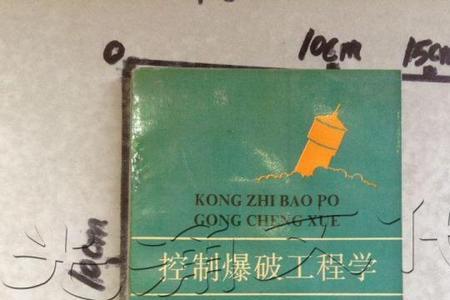 0
10cm
15cm
KONG ZHI BAO PO
GONG CHENG XUE
10cm
控制爆破工程学